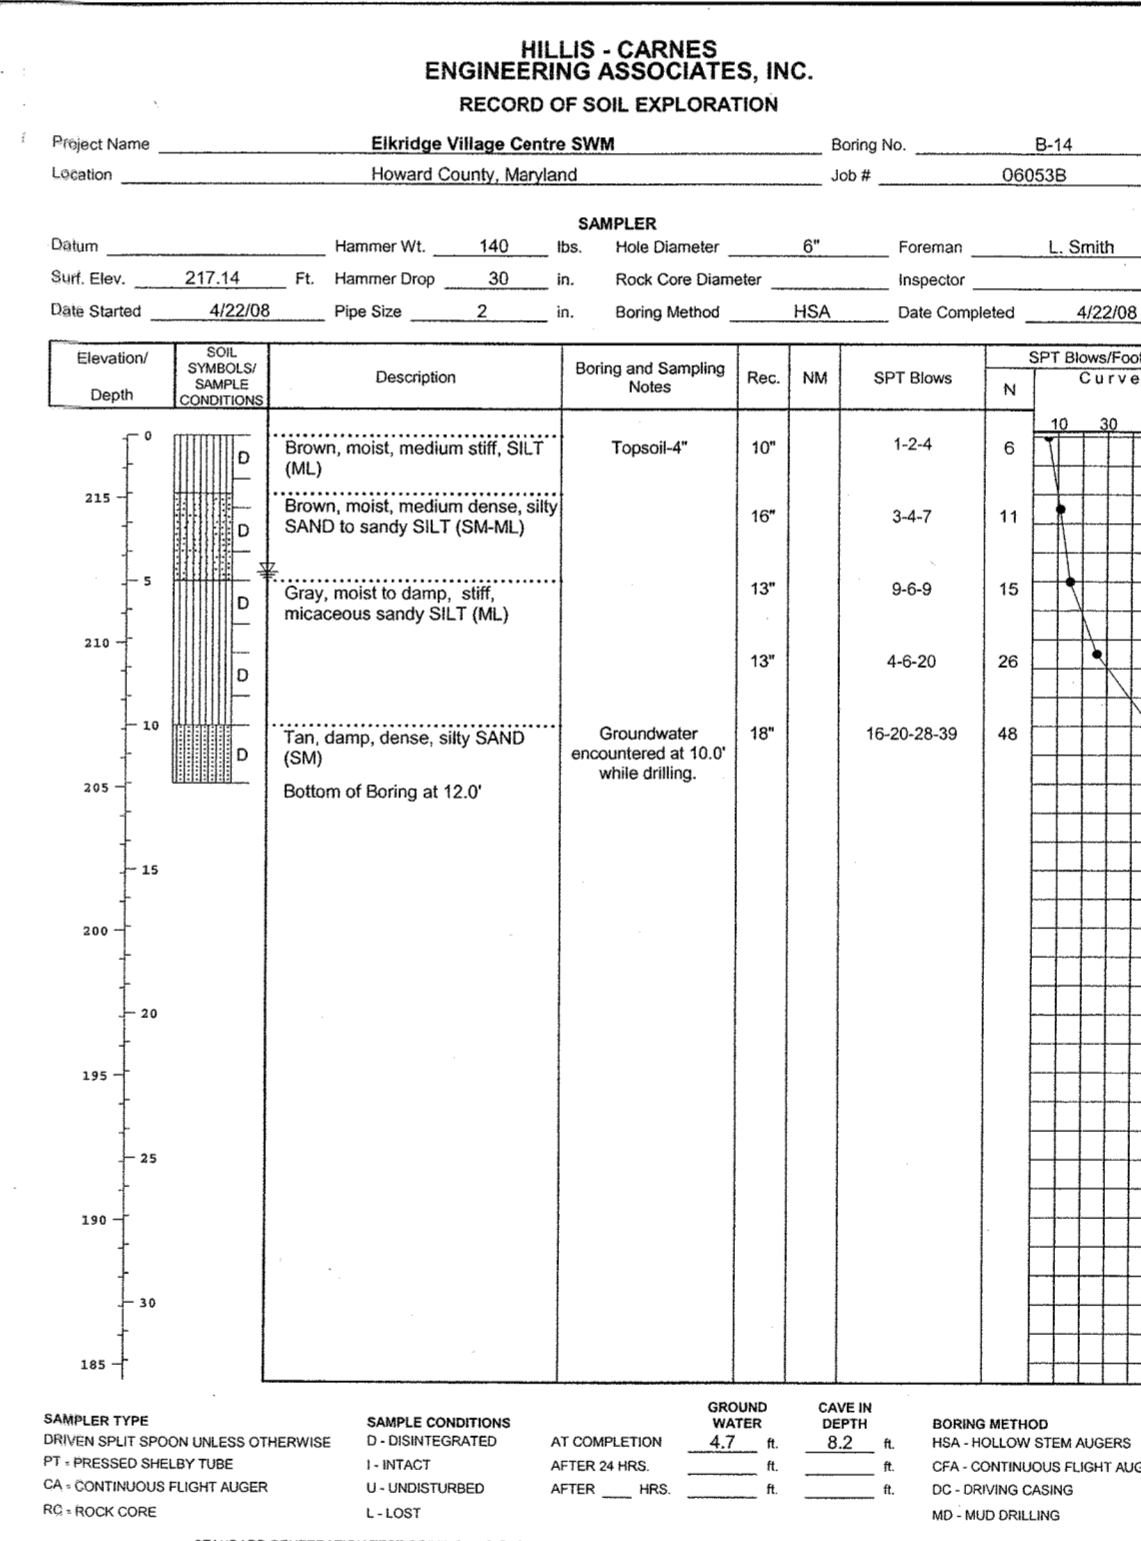 HILLIS - CARNES
ENGINEERING ASSOCIATES, INC.
RECORD OF SOIL EXPLORATION
Project Name Elkridge Village Centre SWM Boring No. B-14
Location Howard County, Maryland Job # 06053B
SAMPLER
Datum Hammer Wt. 140 lbs. Hole Diameter 6" Foreman L. Smith
Surf. Elev. 217.14 Ft. Hammer Drop 30 in. Rock Core Diameter Inspector
Date Started 4/22/08 Pipe Size 2 in. Boring Method HSA Date Completed 4/22/08
Elevation/ Depth SOIL SYMBOLS/ SAMPLE CONDITIONS Description Boring and Sampling Notes Rec. NM SPT Blows SPT Blows/Foot N Curve
10 30
0 D Brown, moist, medium stiff, SILT Topsoil-4" 10" 1-2-4 6
(ML)
215 Brown, moist, medium dense, silty 16" 3-4-7 11
D SAND to sandy SILT (SM-ML)
5 D Gray, moist to damp, stiff, 13" 9-6-9 15
micaceous sandy SILT (ML)
210 D 13" 4-6-20 26
10 Tan, damp, dense, silty SAND Groundwater 18" 16-20-28-39 48
D (SM) encountered at 10.0'
while drilling.
205 Bottom of Boring at 12.0'
15
200
20
195
25
190
30
185
GROUND CAVE IN
SAMPLER TYPE SAMPLE CONDITIONS WATER DEPTH BORING METHOD
DRIVEN SPLIT SPOON UNLESS OTHERWISE D - DISINTEGRATED AT COMPLETION 4.7 ft. 8.2 ft. HSA - HOLLOW STEM AUGERS
PT - PRESSED SHELBY TUBE I - INTACT AFTER 24 HRS. ft. ft. CFA - CONTINUOUS FLIGHT AUG
CA - CONTINUOUS FLIGHT AUGER U - UNDISTURBED AFTER HRS. ft. ft. DC - DRIVING CASING
RC - ROCK CORE L - LOST MD - MUD DRILLING